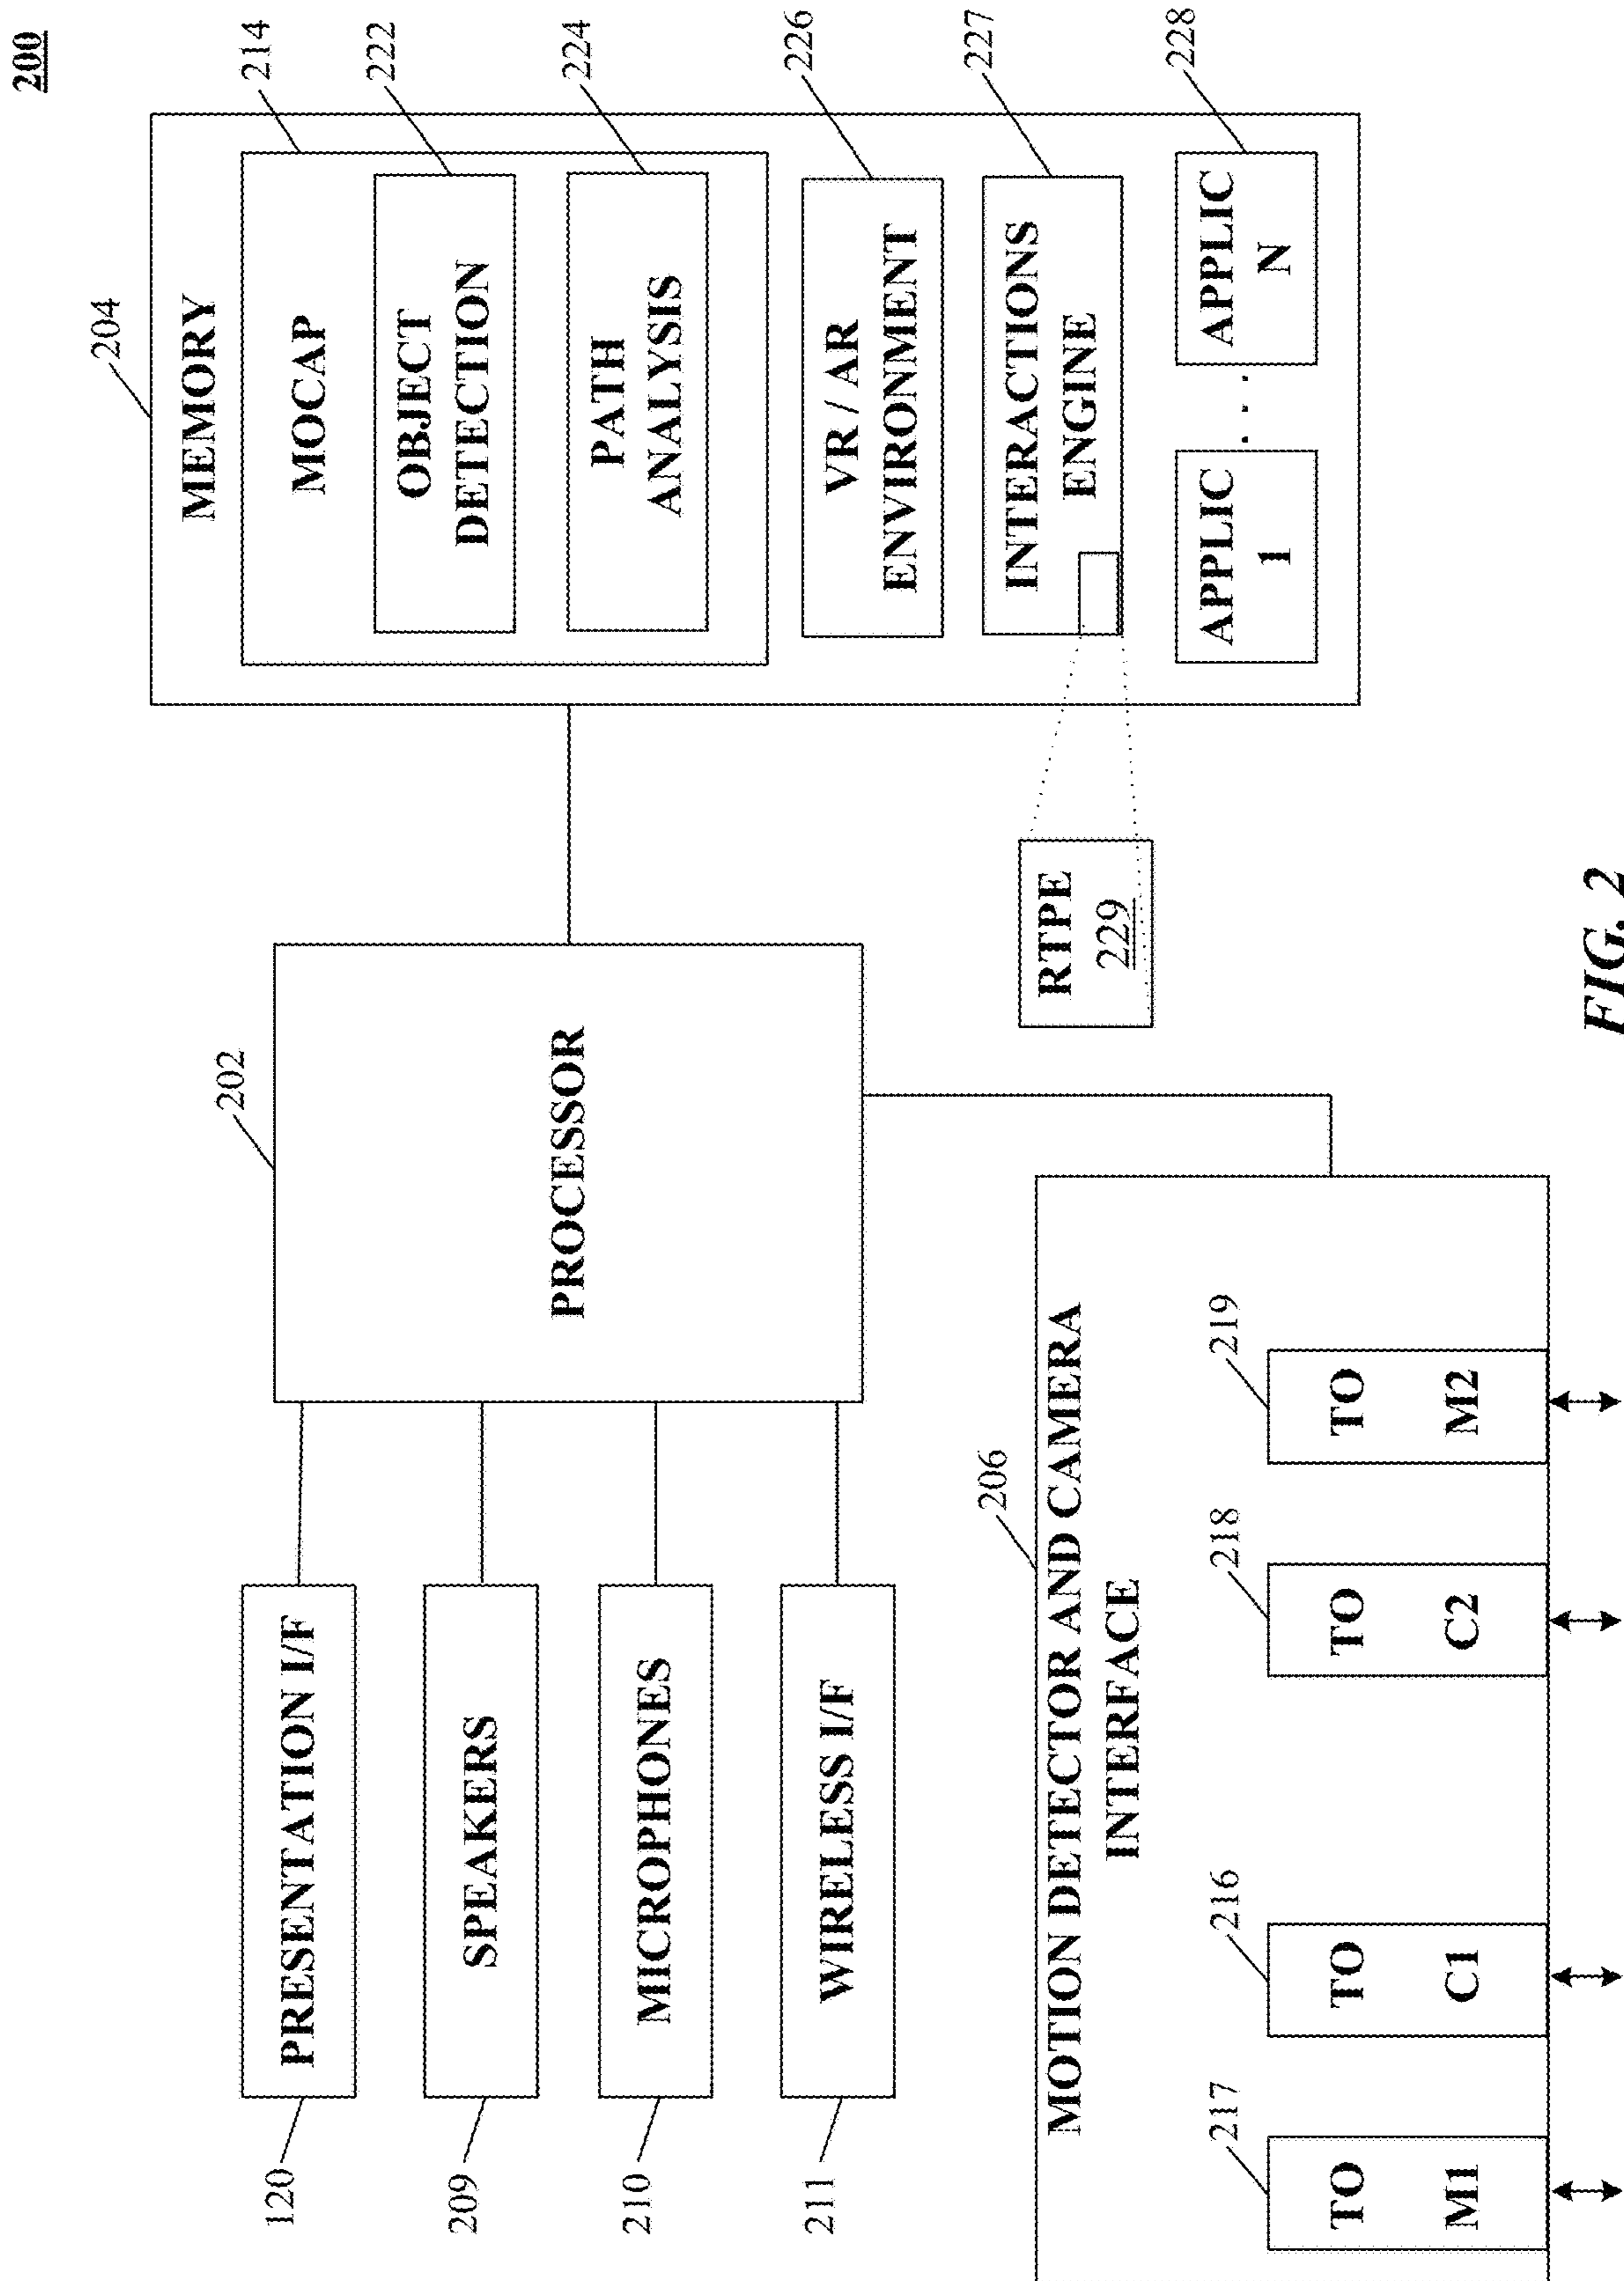 200
204
MEMORY
214
MOCAP
222
OBJECT
DETECTION
224
PATH
ANALYSIS
226
VR / AR
ENVIRONMENT
227
INTERACTIONS
ENGINE
228
APPLIC
1
. . .
APPLIC
N
202
PROCESSOR
RTPE
229
120
PRESENTATION I/F
209
SPEAKERS
210
MICROPHONES
211
WIRELESS I/F
206
MOTION DETECTOR AND CAMERA
INTERFACE
217
TO
M1
216
TO
C1
218
TO
C2
219
TO
M2
FIG. 2